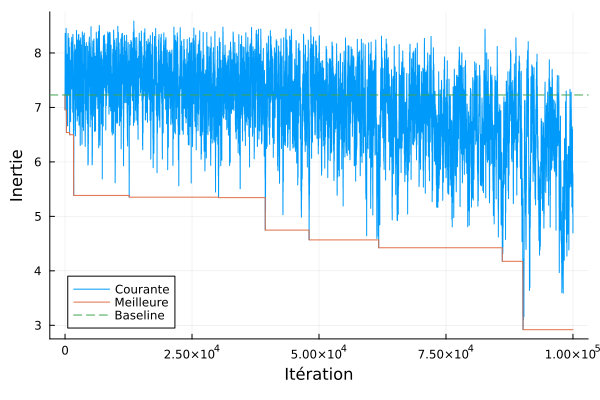 Inertie
8
7
6
5
4
3
Courante
Meilleure
Baseline
0
2.50×10⁴
5.00×10⁴
7.50×10⁴
1.00×10⁵
Itération